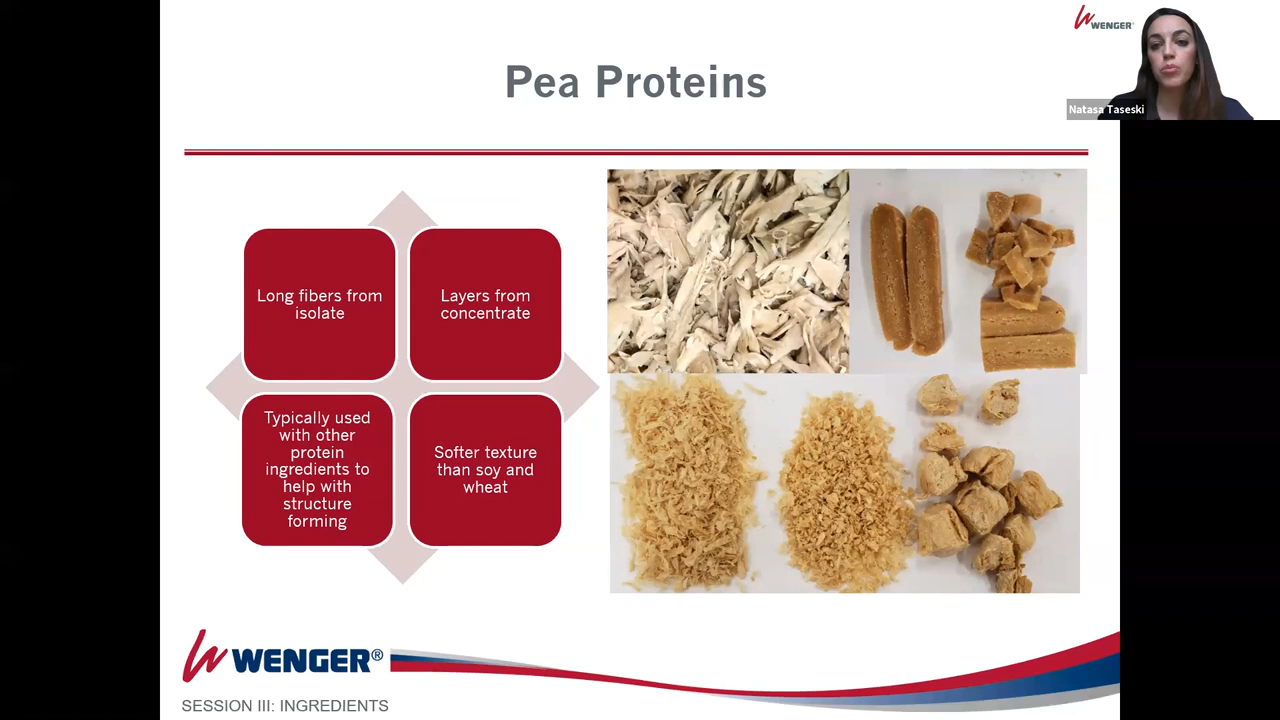 WENGER®
Natasa Taseski
Pea Proteins
Long fibers from
isolate
Layers from
concentrate
Typically used
with other
protein
ingredients to
help with
structure
forming
Softer texture
than soy and
wheat
WENGER®
SESSION III: INGREDIENTS